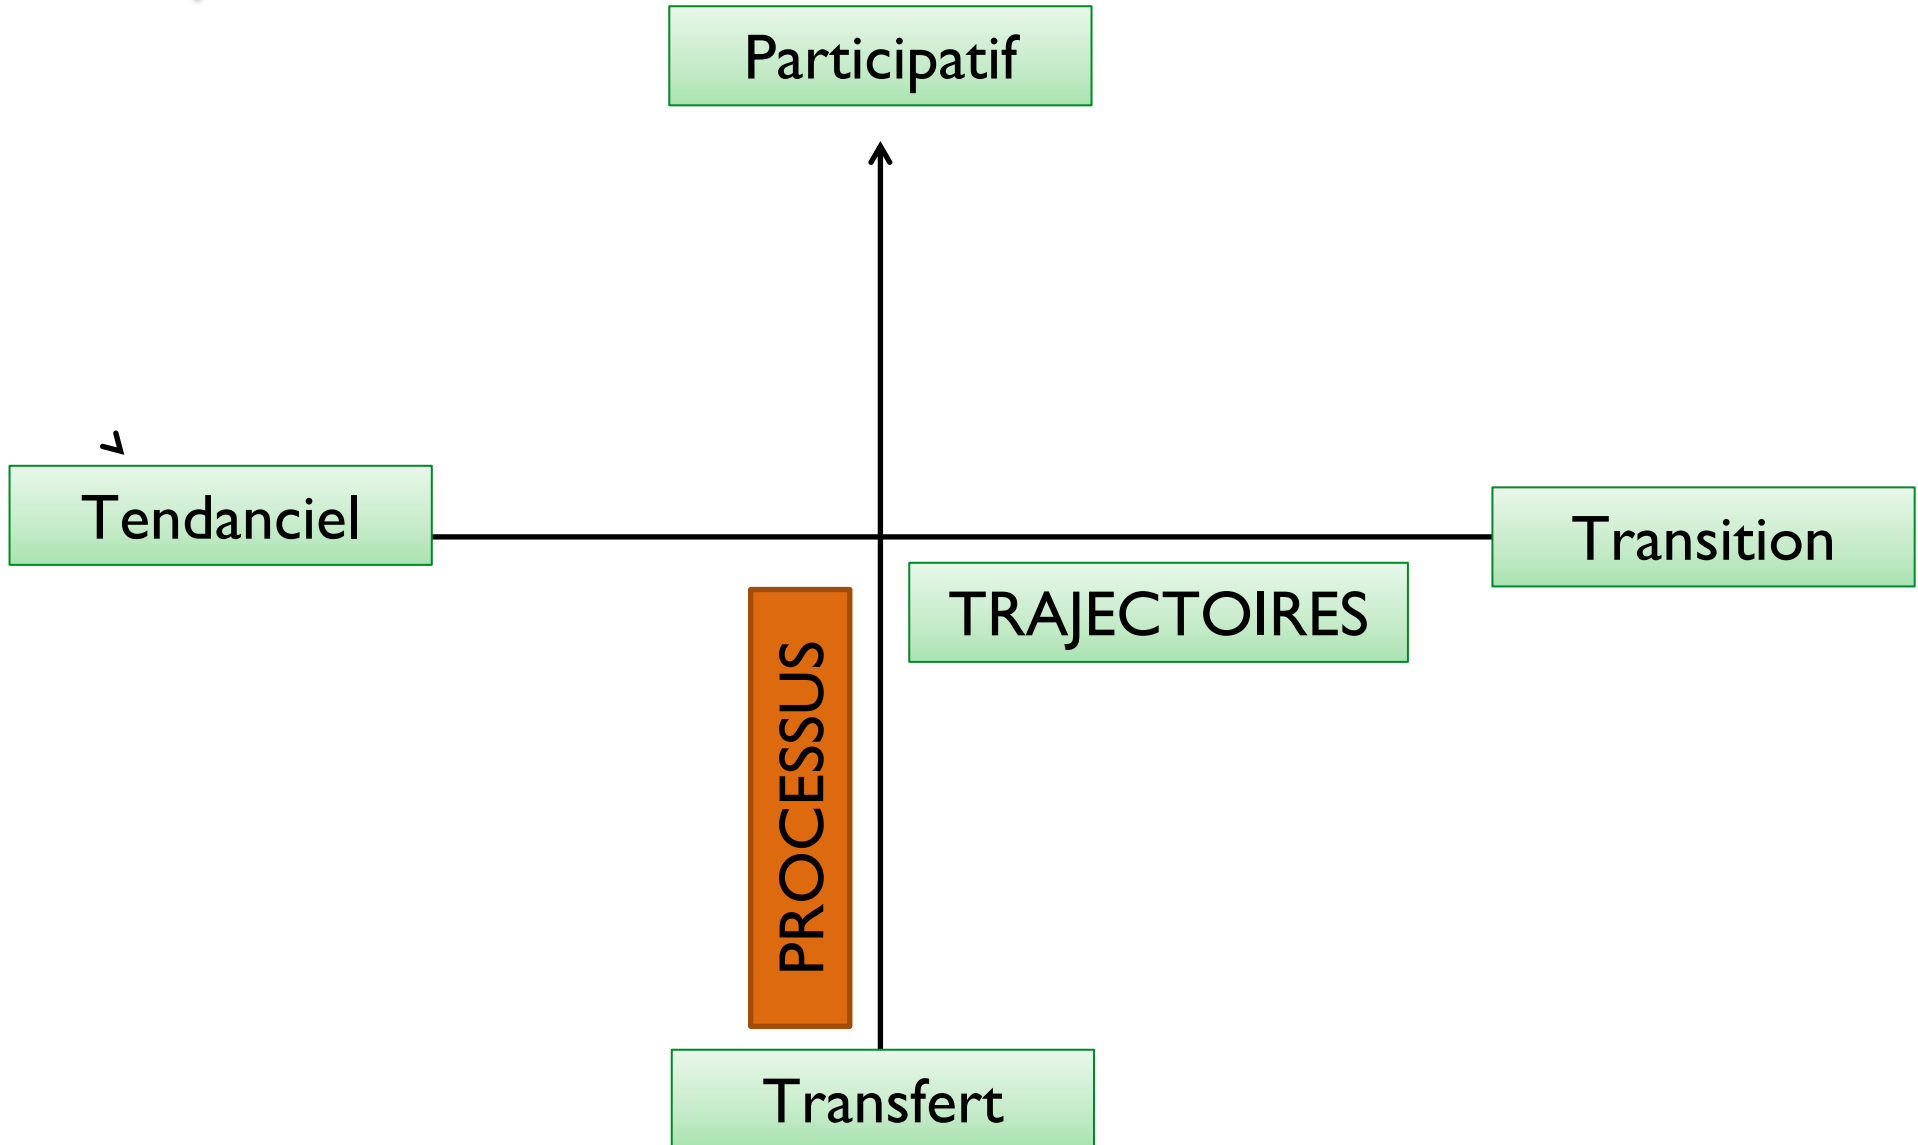 Participatif
Tendanciel
Transition
TRAJECTOIRES
PROCESSUS
Transfert